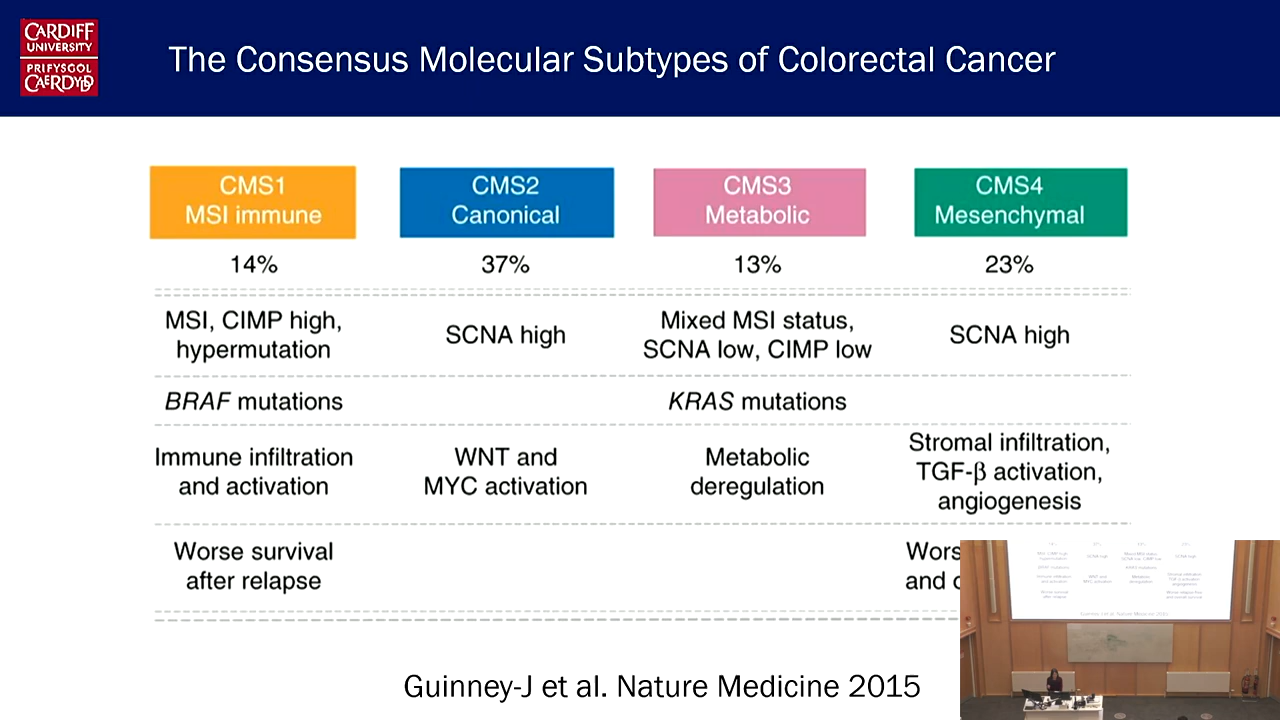 CARDIFF
UNIVERSITY
PRIFYSGOL
CAERDYDD
The Consensus Molecular Subtypes of Colorectal Cancer
CMS1
MSI immune
CMS2
Canonical
CMS3
Metabolic
CMS4
Mesenchymal
14%
37%
13%
23%
MSI, CIMP high,
hypermutation
SCNA high
Mixed MSI status,
SCNA low, CIMP low
SCNA high
BRAF mutations
KRAS mutations
Immune infiltration
and activation
WNT and
MYC activation
Metabolic
deregulation
Stromal infiltration,
TGF-β activation,
angiogenesis
Worse survival
after relapse
Guinney-J et al. Nature Medicine 2015